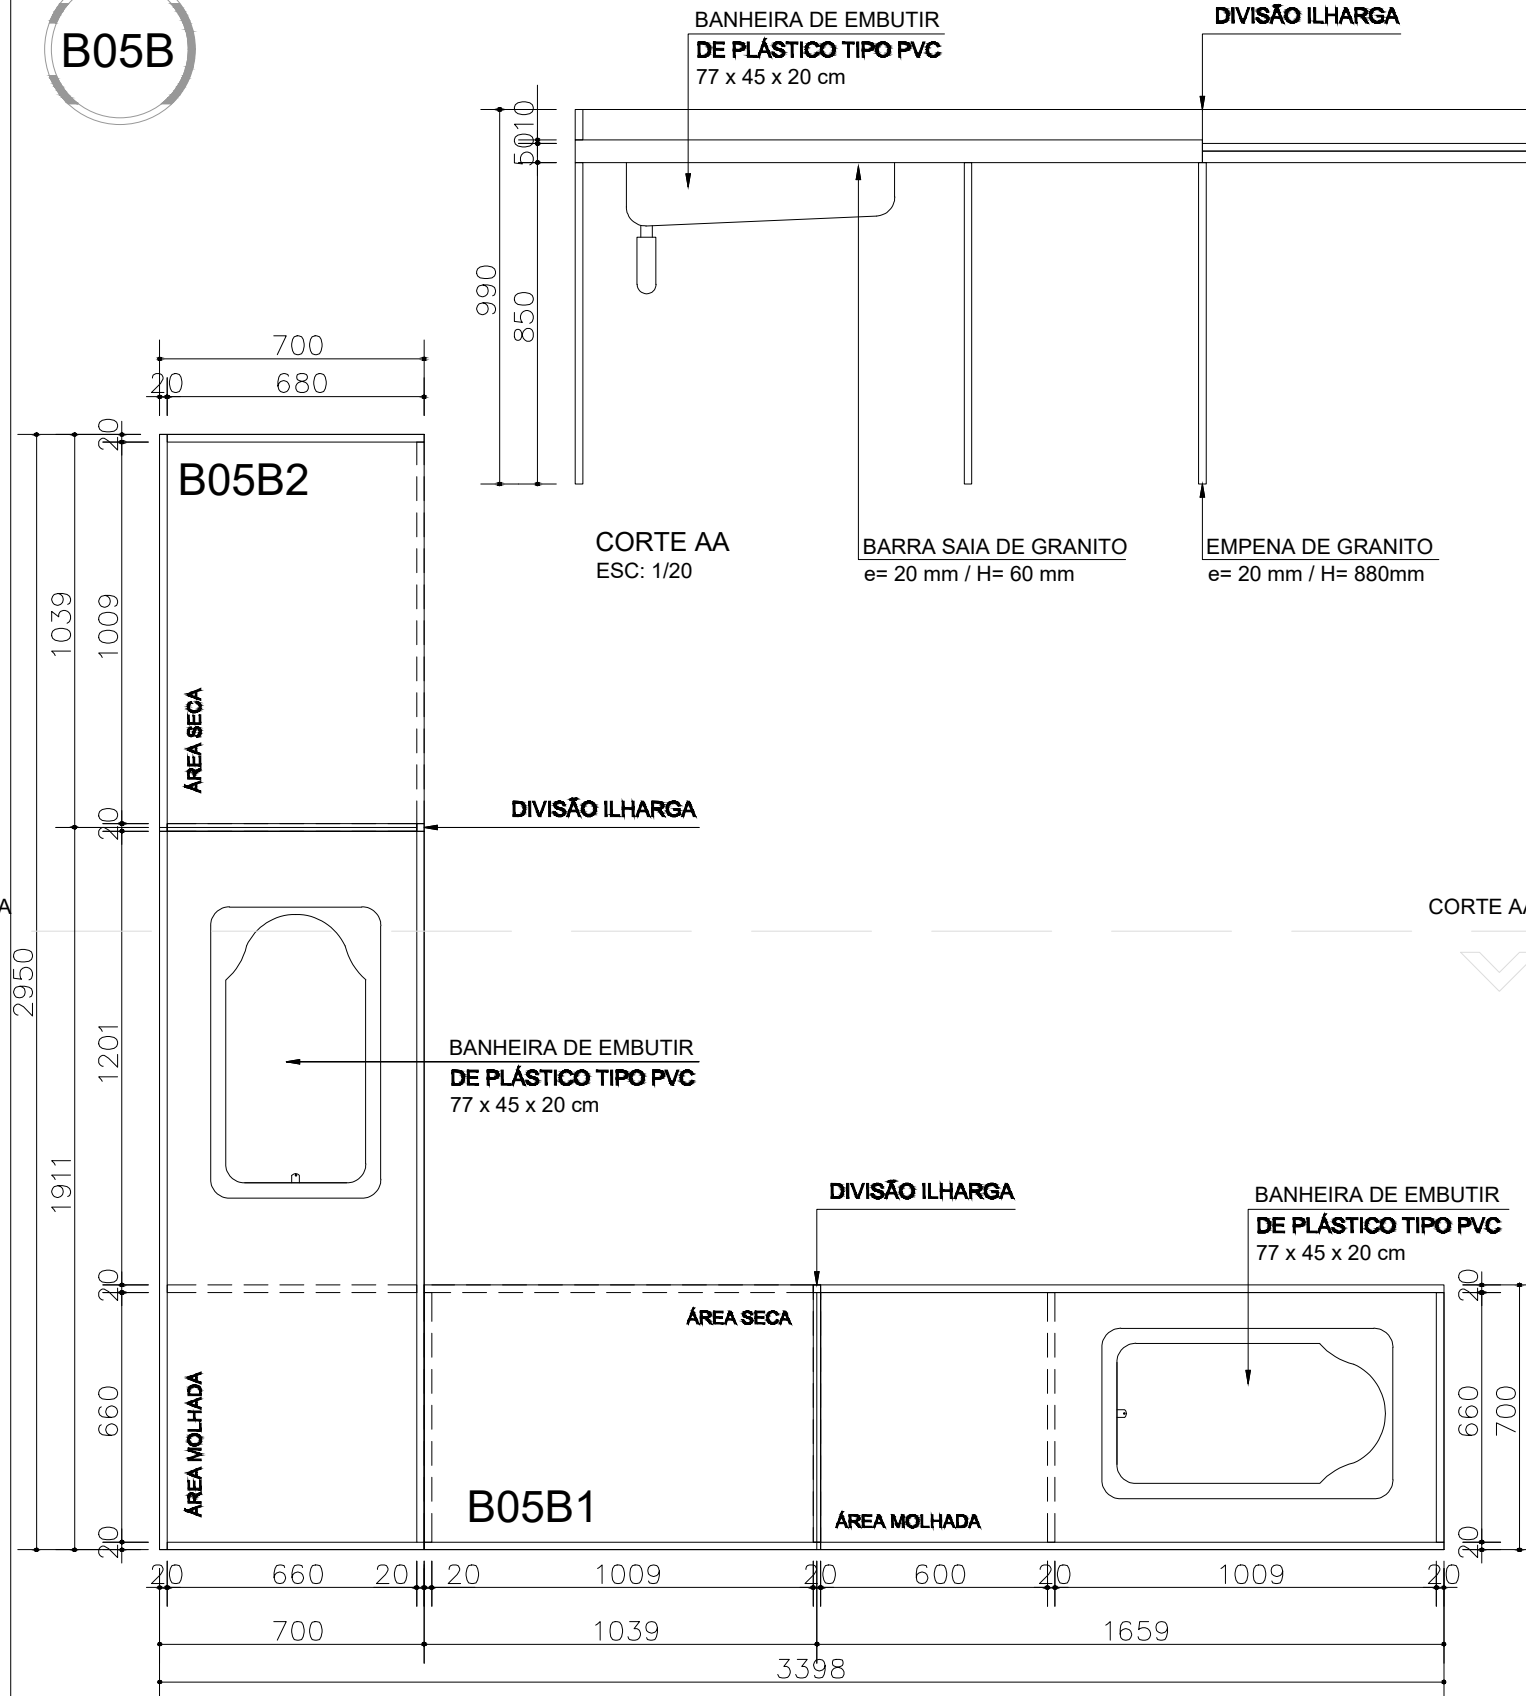 B05B
BANHEIRA DE EMBUTIR
DE PLÁSTICO TIPO PVC
77 x 45 x 20 cm
DIVISÃO ILHARGA
5010
990
850
CORTE AA
ESC: 1/20
BARRA SAIA DE GRANITO
e= 20 mm / H= 60 mm
EMPENA DE GRANITO
e= 20 mm / H= 880mm
700
20 680
20
B05B2
1039
1009
ÁREA SECA
20
DIVISÃO ILHARGA
A
CORTE AA
2950
1201
1911
BANHEIRA DE EMBUTIR
DE PLÁSTICO TIPO PVC
77 x 45 x 20 cm
DIVISÃO ILHARGA
BANHEIRA DE EMBUTIR
DE PLÁSTICO TIPO PVC
77 x 45 x 20 cm
20
20
ÁREA SECA
660
ÁREA MOLHADA
660
700
B05B1
ÁREA MOLHADA
20
20
20 660 20 20 1009 20 600 20 1009 20
700 1039 1659
3398